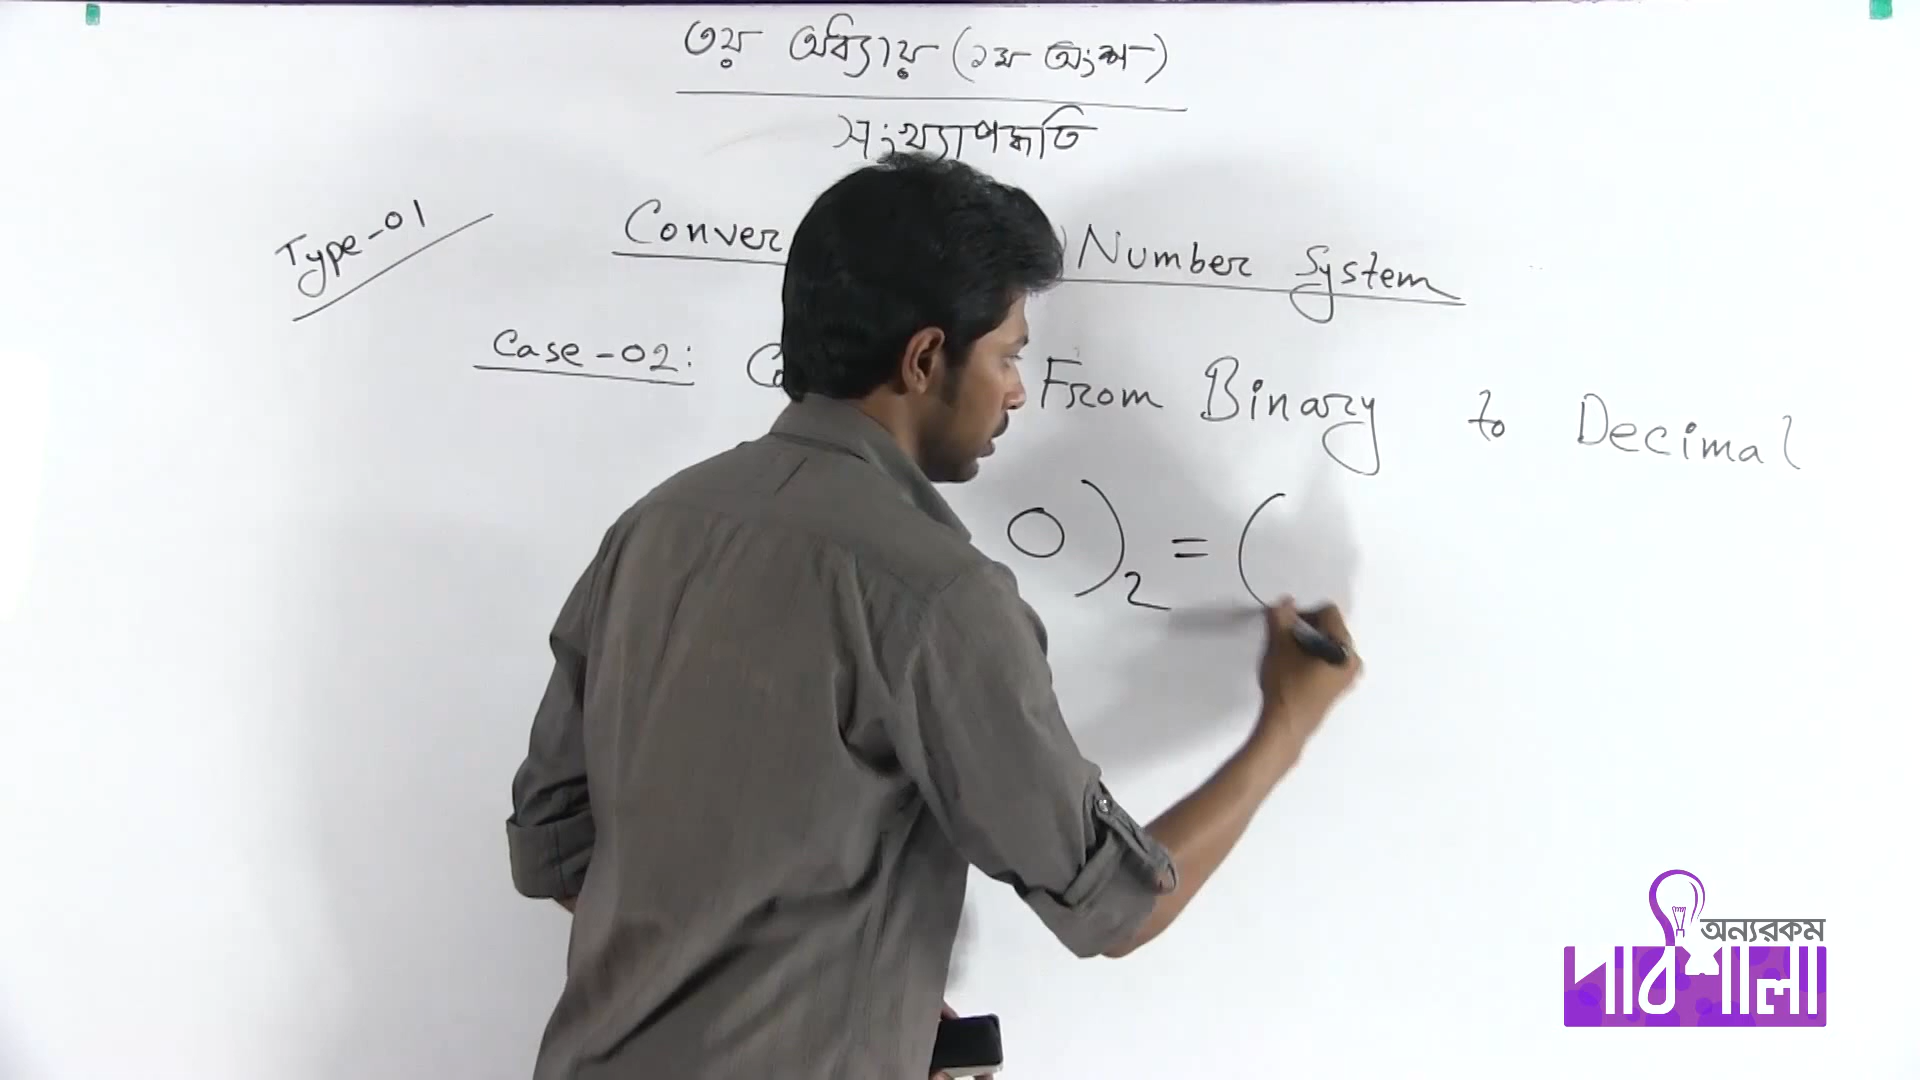 ৩য় অধ্যায় (১ম অংশ)
সংখ্যাপদ্ধতি
Type-01
Conver Number System
Case-02: From Binary to Decimal
0)2 = (
অন্যরকম
পাঠশালা